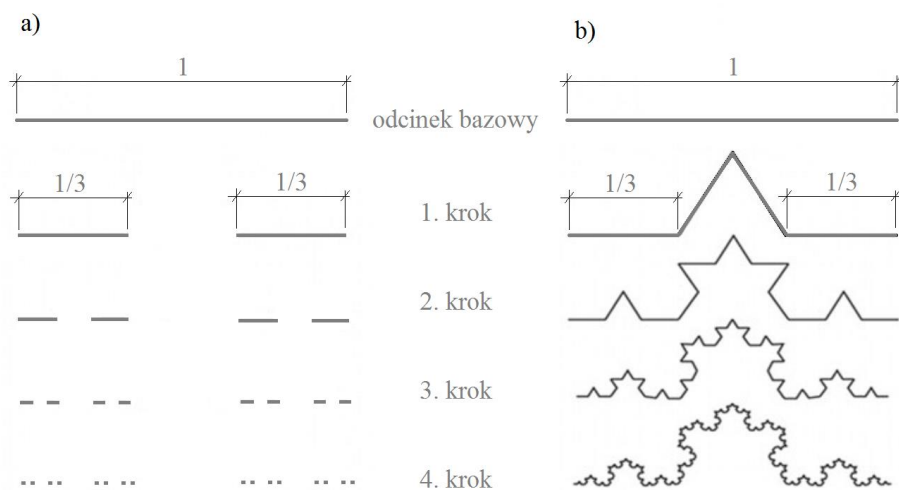 a)
b)
1
1
odcinek bazowy
1/3
1/3
1. krok
1/3
1/3
2. krok
3. krok
4. krok